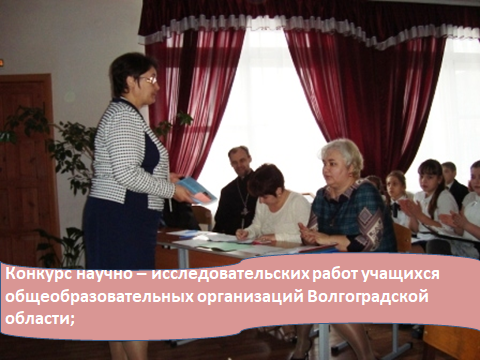 Конкурс научно – исследовательских работ учащихся
общеобразовательных организаций Волгоградской
области;